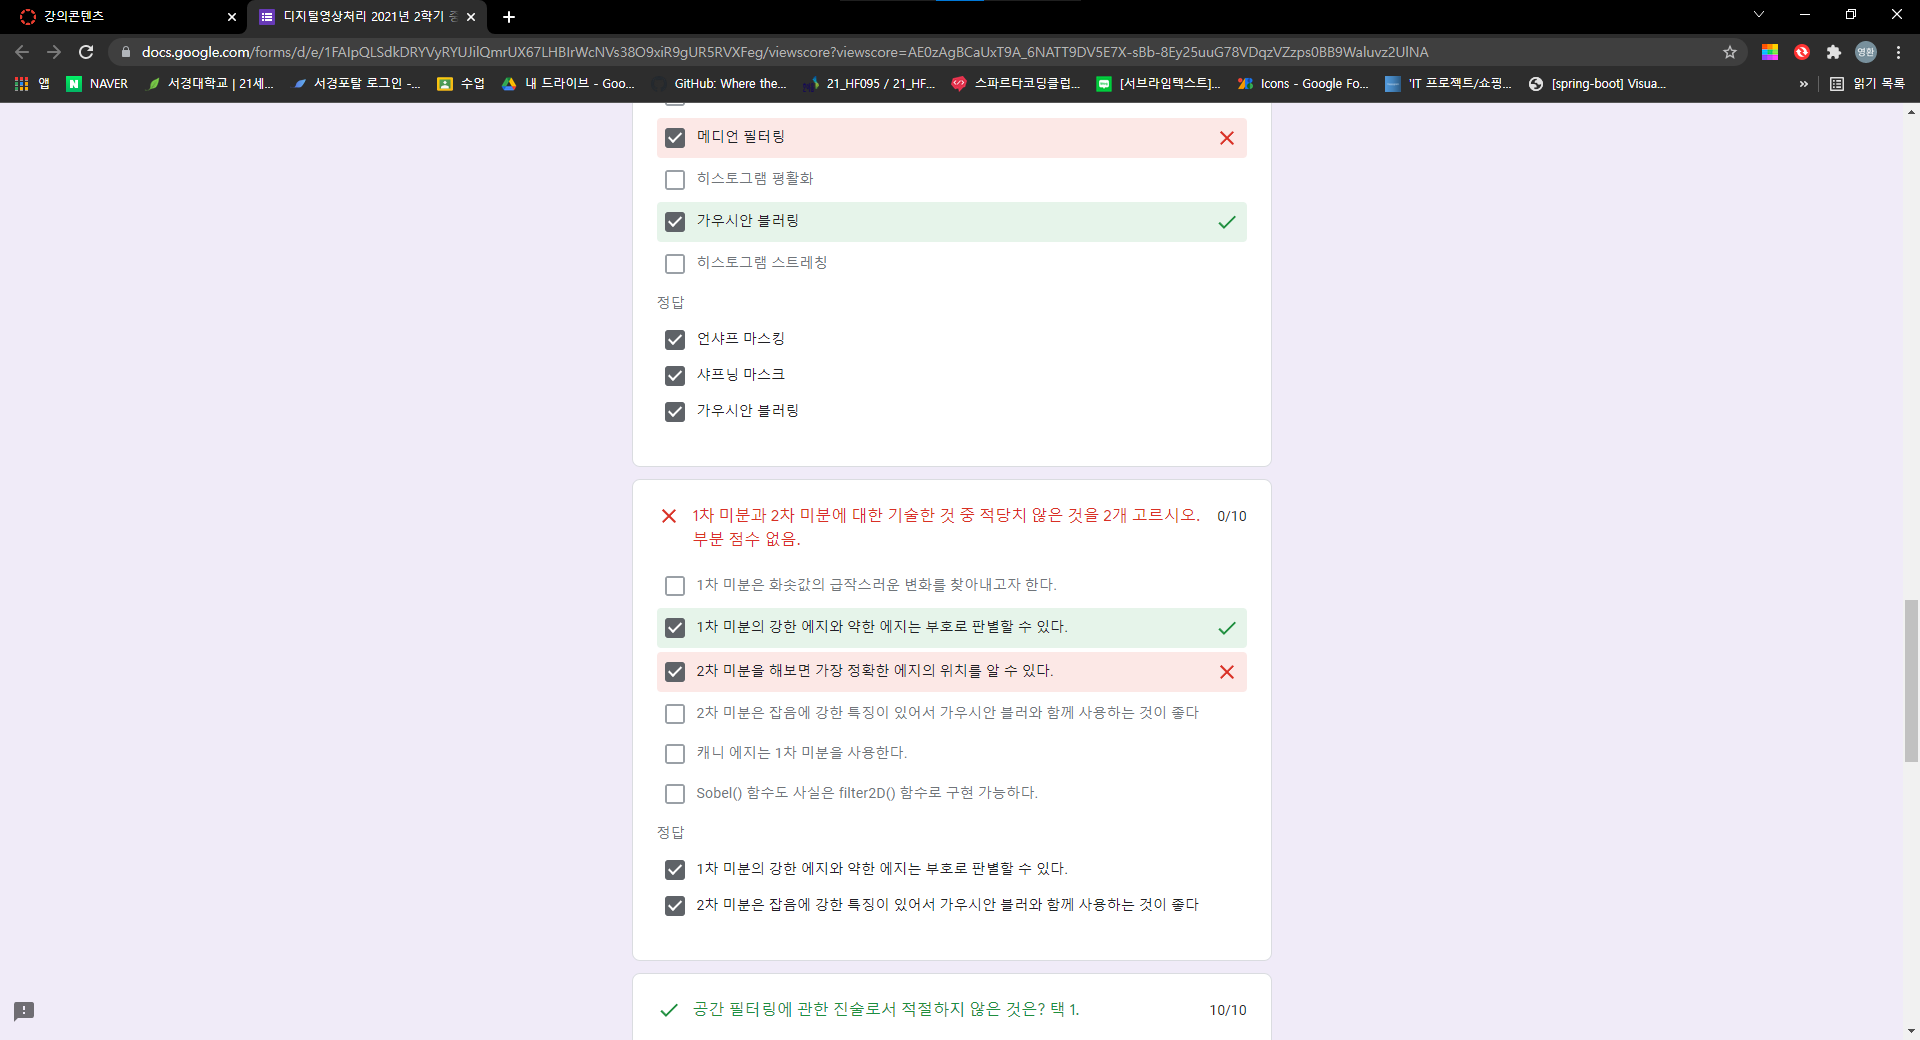 강의콘텐츠
디지털영상처리 2021년 2학기 중
docs.google.com/forms/d/e/1FAIpQLSdkDRYVyRYUJilQmrUX67LHBIrWcNVs38O9xiR9gUR5RVXFeg/viewscore?viewscore=AE0zAgBCaUxT9A_6NATT9DV5E7X-sBb-8Ey25uuG78VDqzVZzps0BB9Waluvz2UlNA
영환
앱
NAVER
서경대학교 | 21세...
서경포탈 로그인 -...
수업
내 드라이브 - Goo...
GitHub: Where the...
21_HF095 / 21_HF...
스파르타코딩클럽...
[서브라임텍스트]...
Icons - Google Fo...
'IT 프로젝트/쇼핑...
[spring-boot] Visua...
»
읽기 목록
메디언 필터링
히스토그램 평활화
가우시안 블러링
히스토그램 스트레칭
정답
언샤프 마스킹
샤프닝 마스크
가우시안 블러링
1차 미분과 2차 미분에 대한 기술한 것 중 적당치 않은 것을 2개 고르시오. 0/10
부분 점수 없음.
1차 미분은 화솟값의 급작스러운 변화를 찾아내고자 한다.
1차 미분의 강한 에지와 약한 에지는 부호로 판별할 수 있다.
2차 미분을 해보면 가장 정확한 에지의 위치를 알 수 있다.
2차 미분은 잡음에 강한 특징이 있어서 가우시안 블러와 함께 사용하는 것이 좋다
캐니 에지는 1차 미분을 사용한다.
Sobel() 함수도 사실은 filter2D() 함수로 구현 가능하다.
정답
1차 미분의 강한 에지와 약한 에지는 부호로 판별할 수 있다.
2차 미분은 잡음에 강한 특징이 있어서 가우시안 블러와 함께 사용하는 것이 좋다
공간 필터링에 관한 진술로서 적절하지 않은 것은? 택 1. 10/10